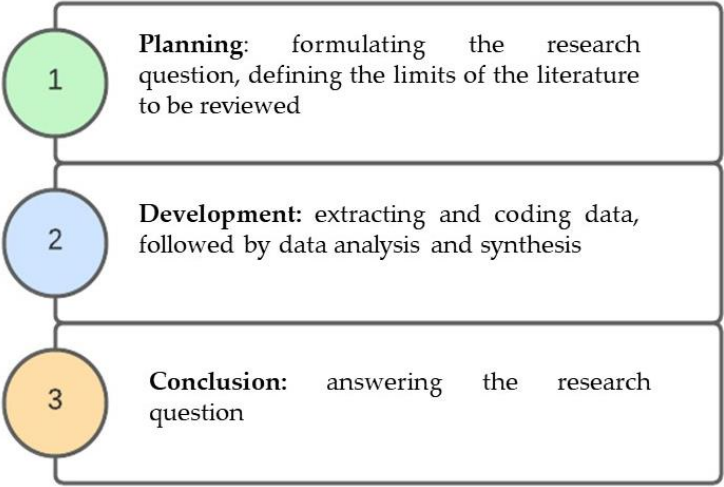 1
Planning: formulating the research
question, defining the limits of the literature
to be reviewed
2
Development: extracting and coding data,
followed by data analysis and synthesis
3
Conclusion: answering the research
question